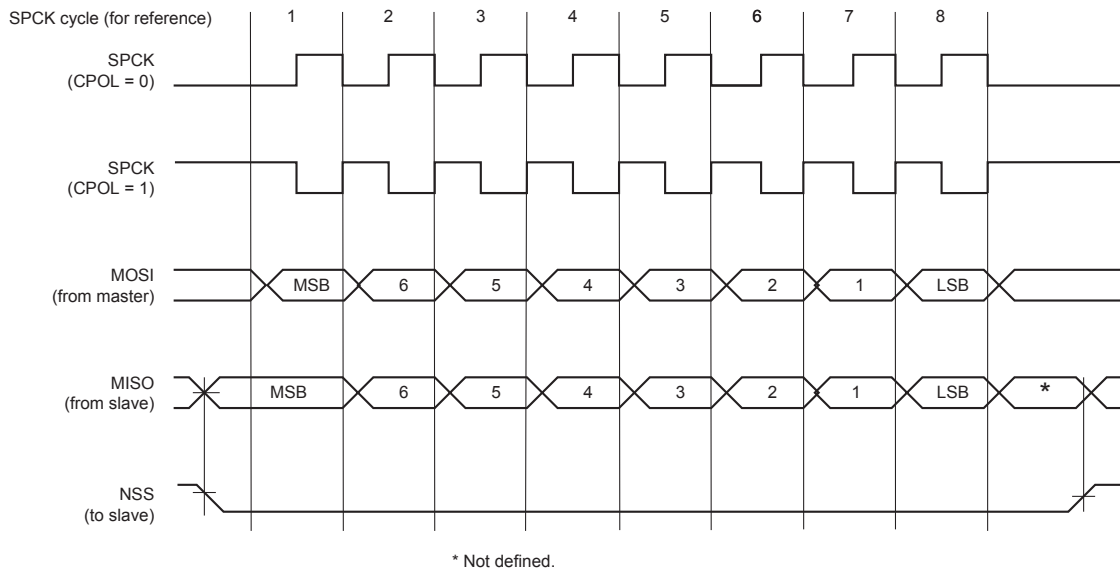 SPCK cycle (for reference) 1 2 3 4 5 6 7 8
SPCK
(CPOL = 0)
SPCK
(CPOL = 1)
MOSI
(from master)
MSB 6 5 4 3 2 1 LSB
MISO
(from slave)
MSB 6 5 4 3 2 1 LSB *
NSS
(to slave)
* Not defined.